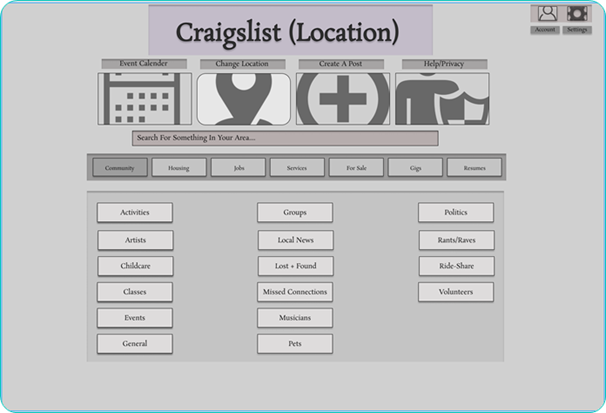 Craigslist (Location)
Account
Settings
Event Calender
Change Location
Create A Post
Help/Privacy
Search For Something In Your Area...
Community
Housing
Jobs
Services
For Sale
Gigs
Resumes
Activities
Groups
Politics
Artists
Local News
Rants/Raves
Childcare
Lost + Found
Ride-Share
Classes
Missed Connections
Volunteers
Events
Musicians
General
Pets